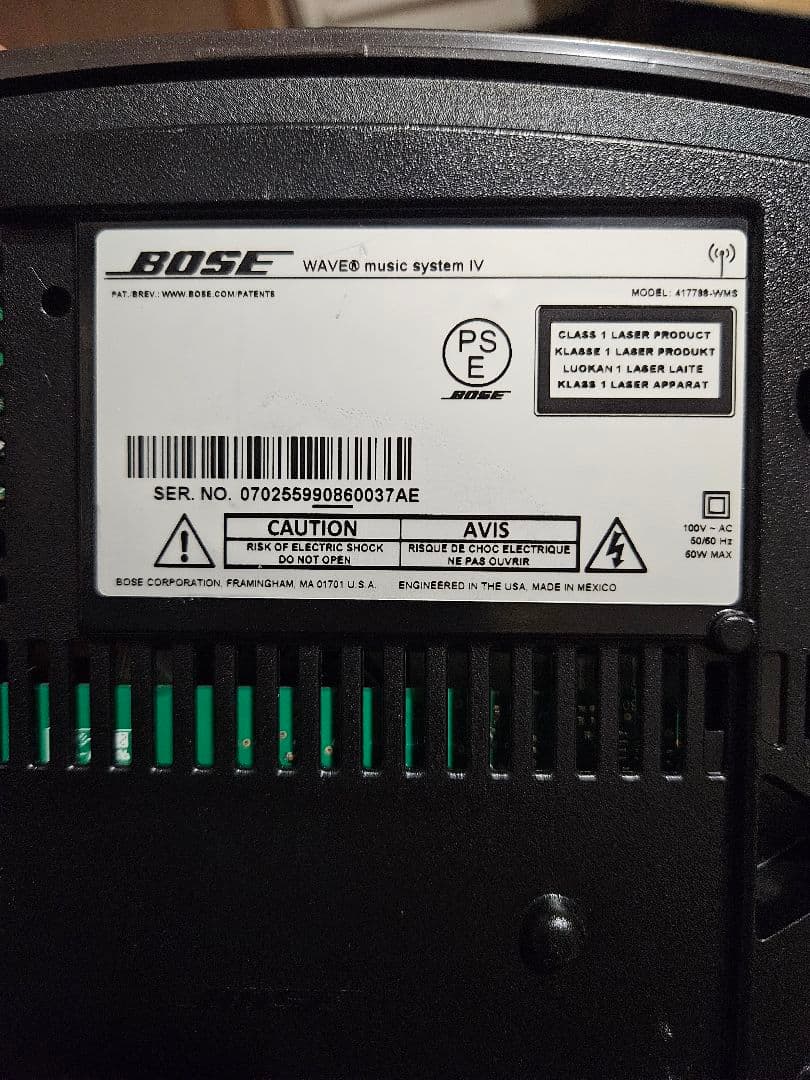 BOSE WAVE® music system IV
PAT./BREV.: WWW.BOSE.COM/PATENTS
MODEL: 417788-WMS
PS
E
BOSE
CLASS 1 LASER PRODUCT
KLASSE 1 LASER PRODUKT
LUOKAN 1 LASER LAITE
KLASS 1 LASER APPARAT
SER. NO. 070255990860037AE
CAUTION
RISK OF ELECTRIC SHOCK
DO NOT OPEN
AVIS
RISQUE DE CHOC ELECTRIQUE
NE PAS OUVRIR
100V ~ AC
50/60 Hz
60W MAX
BOSE CORPORATION, FRAMINGHAM, MA 01701 U.S.A. ENGINEERED IN THE USA, MADE IN MEXICO